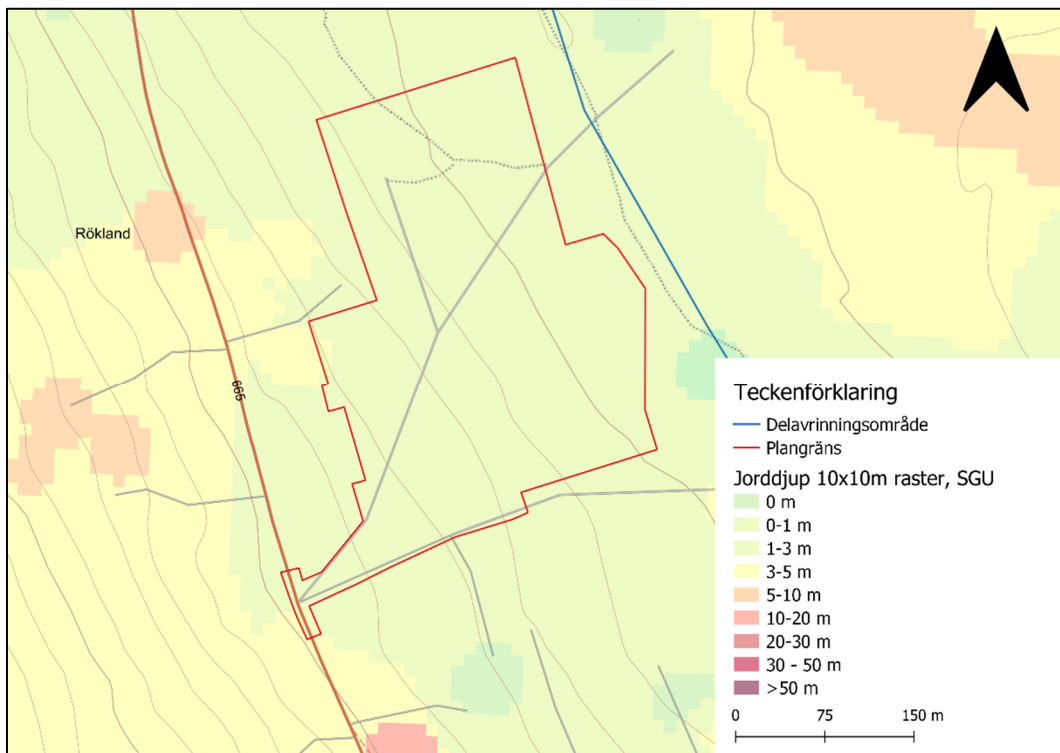 Rökland
665
Teckenförklaring
Delavrinningsområde
Plangräns
Jorddjup 10x10m raster, SGU
0 m
0-1 m
1-3 m
3-5 m
5-10 m
10-20 m
20-30 m
30 - 50 m
>50 m
0 75 150 m